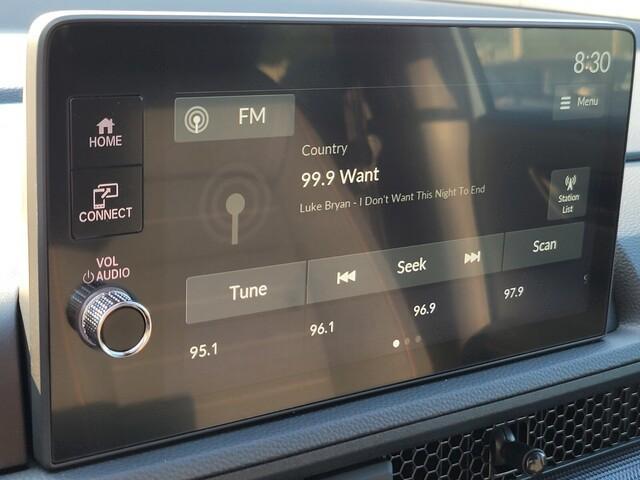 8:30
HOME
CONNECT
VOL
AUDIO
FM
Menu
Country
99.9 Want
Luke Bryan - I Don't Want This Night To End
Station
List
Tune
Seek
Scan
95.1
96.1
96.9
97.9